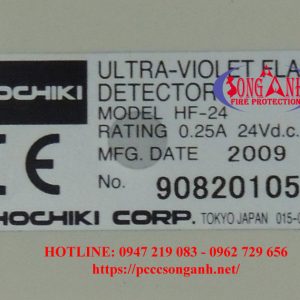 SONG ANH
FIRE PROTECTION
HOCHIKI
ULTRA-VIOLET FLA
DETECTOR
MODEL HF-24
RATING 0.25A 24Vd.c.
MFG. DATE 2009
CE
No. 90820105
HOCHIKI CORP. TOKYO JAPAN 015-0
HOTLINE: 0947 219 083 - 0962 729 656
https://pcccsonganh.net/